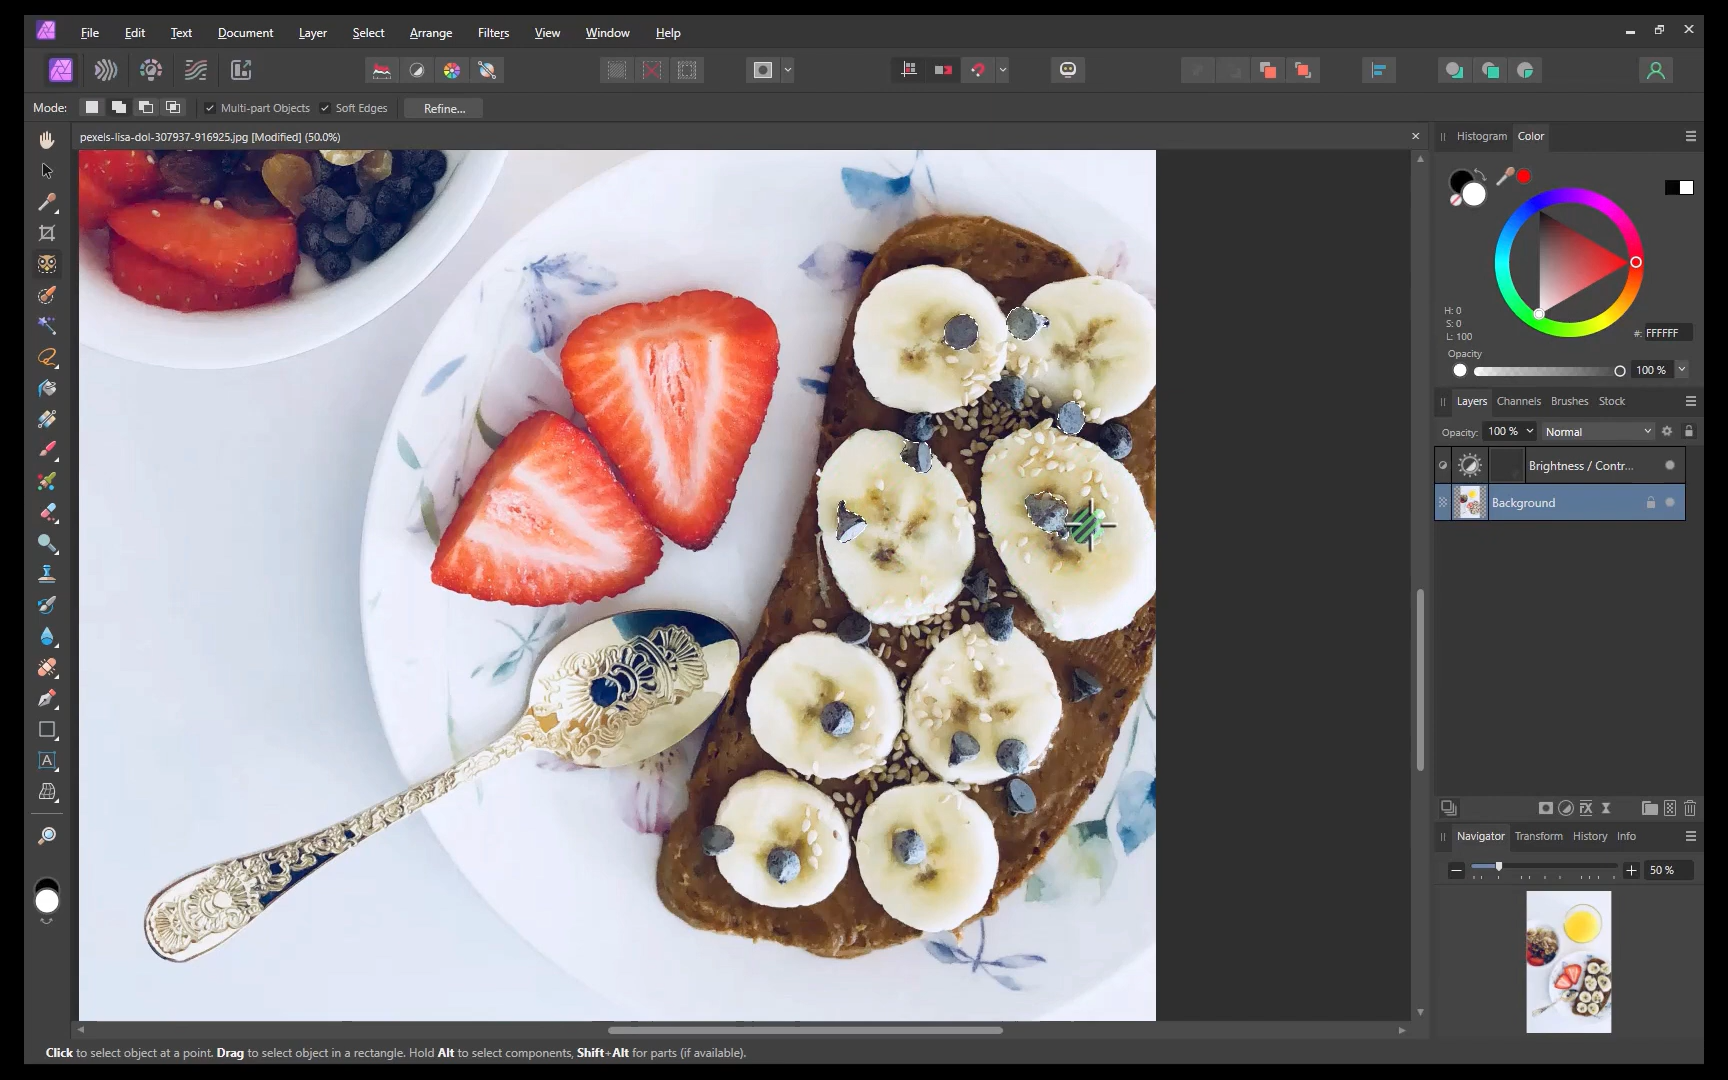 File Edit Text Document Layer Select Arrange Filters View Window Help
Mode: Multi-part Objects Soft Edges Refine...
pexels-lisa-dol-307937-916925.jpg [Modified] (50.0%)
Histogram Color
H: 0
S: 0
L: 100
#: FFFFFF
Opacity
100 %
Layers Channels Brushes Stock
Opacity: 100 % Normal
Brightness / Contr...
Background
FX
Navigator Transform History Info
50 %
A
Click to select object at a point. Drag to select object in a rectangle. Hold Alt to select components, Shift+Alt for parts (if available).